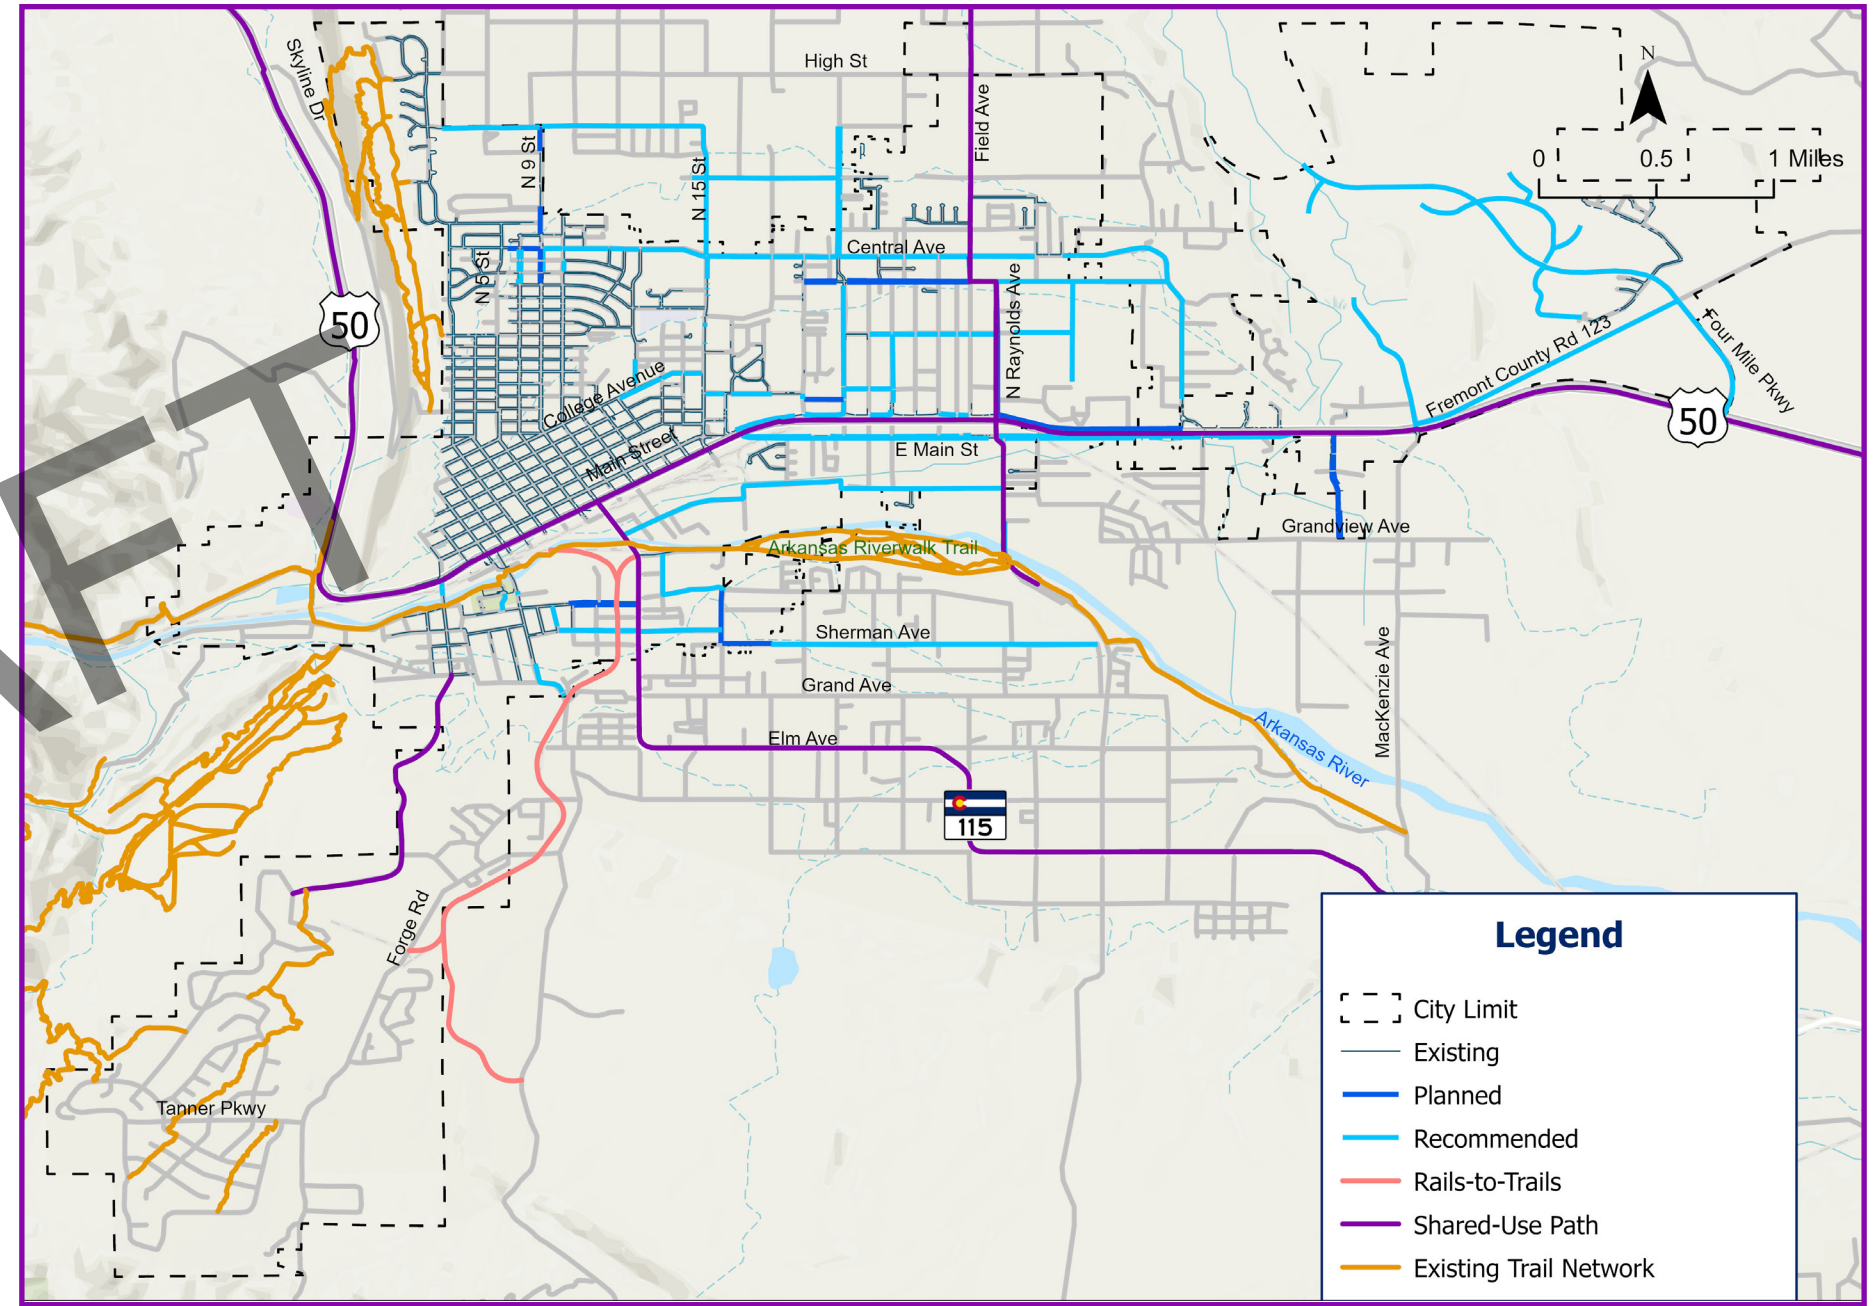 Skyline Dr
High St
N
Field Ave
N 9 St
N 15 St
0 0.5 1 Miles
Central Ave
N 5 St
N Raynolds Ave
50
Fremont County Rd 123
Four Mile Pkwy
College Avenue
50
Main Street
E Main St
Grandview Ave
Arkansas Riverwalk Trail
Sherman Ave
MacKenzie Ave
Grand Ave
Arkansas River
Elm Ave
115
Forge Rd
Tanner Pkwy
Legend
City Limit
Existing
Planned
Recommended
Rails-to-Trails
Shared-Use Path
Existing Trail Network
AFT